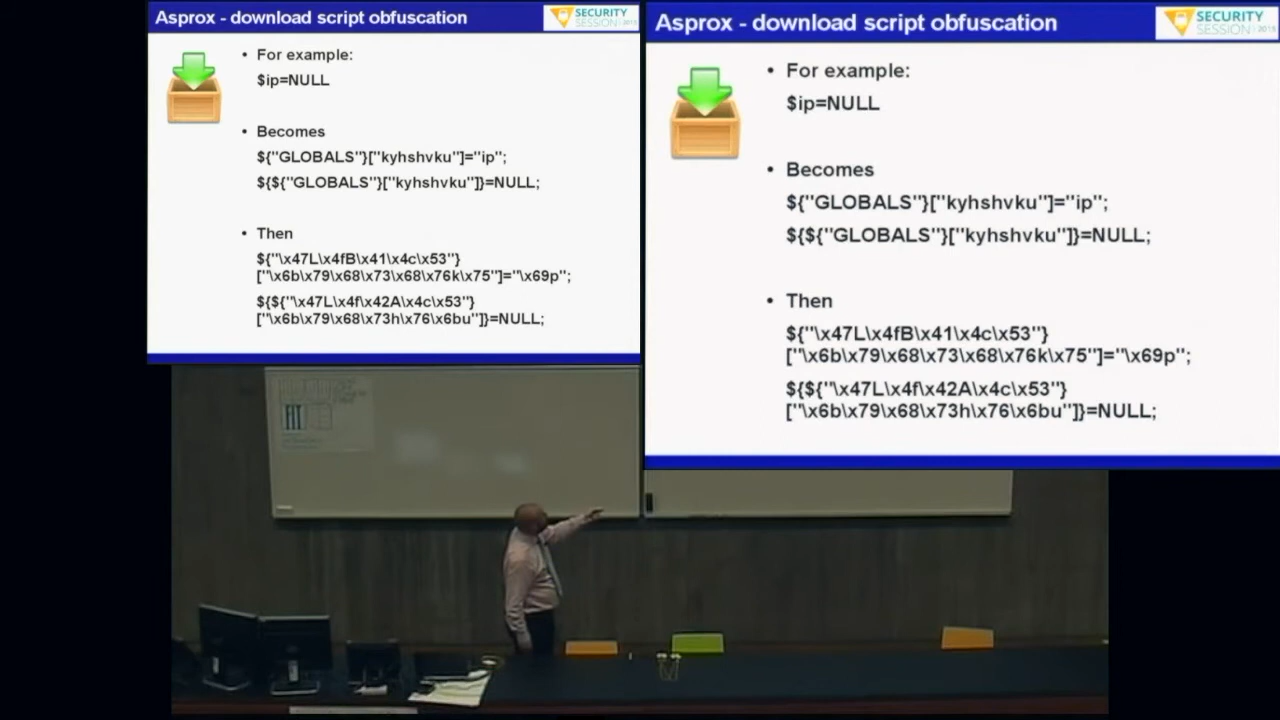 Asprox - download script obfuscation
SECURITY
SESSION 2015
• For example:
$ip=NULL
• Becomes
${"GLOBALS"}["kyhshvku"]="ip";
${${"GLOBALS"}["kyhshvku"]}=NULL;
• Then
${"\x47L\x4fB\x41\x4c\x53"}
["\x6b\x79\x68\x73\x68\x76k\x75"]="\x69p";
${${"\x47L\x4f\x42A\x4c\x53"}
["\x6b\x79\x68\x73h\x76\x6bu"]}=NULL;
Asprox - download script obfuscation
SECURITY
SESSION 2015
• For example:
$ip=NULL
• Becomes
${"GLOBALS"}["kyhshvku"]="ip";
${${"GLOBALS"}["kyhshvku"]}=NULL;
• Then
${"\x47L\x4fB\x41\x4c\x53"}
["\x6b\x79\x68\x73\x68\x76k\x75"]="\x69p";
${${"\x47L\x4f\x42A\x4c\x53"}
["\x6b\x79\x68\x73h\x76\x6bu"]}=NULL;
FIT